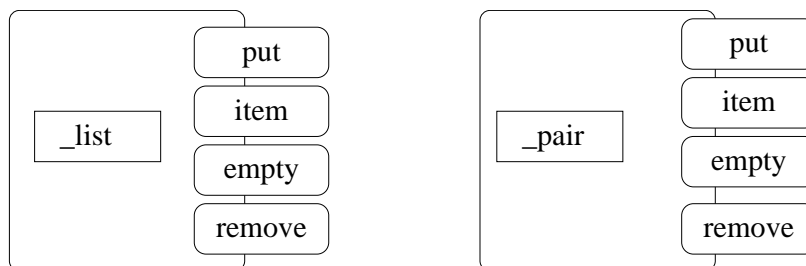 put
item
_list
empty
remove
put
item
_pair
empty
remove